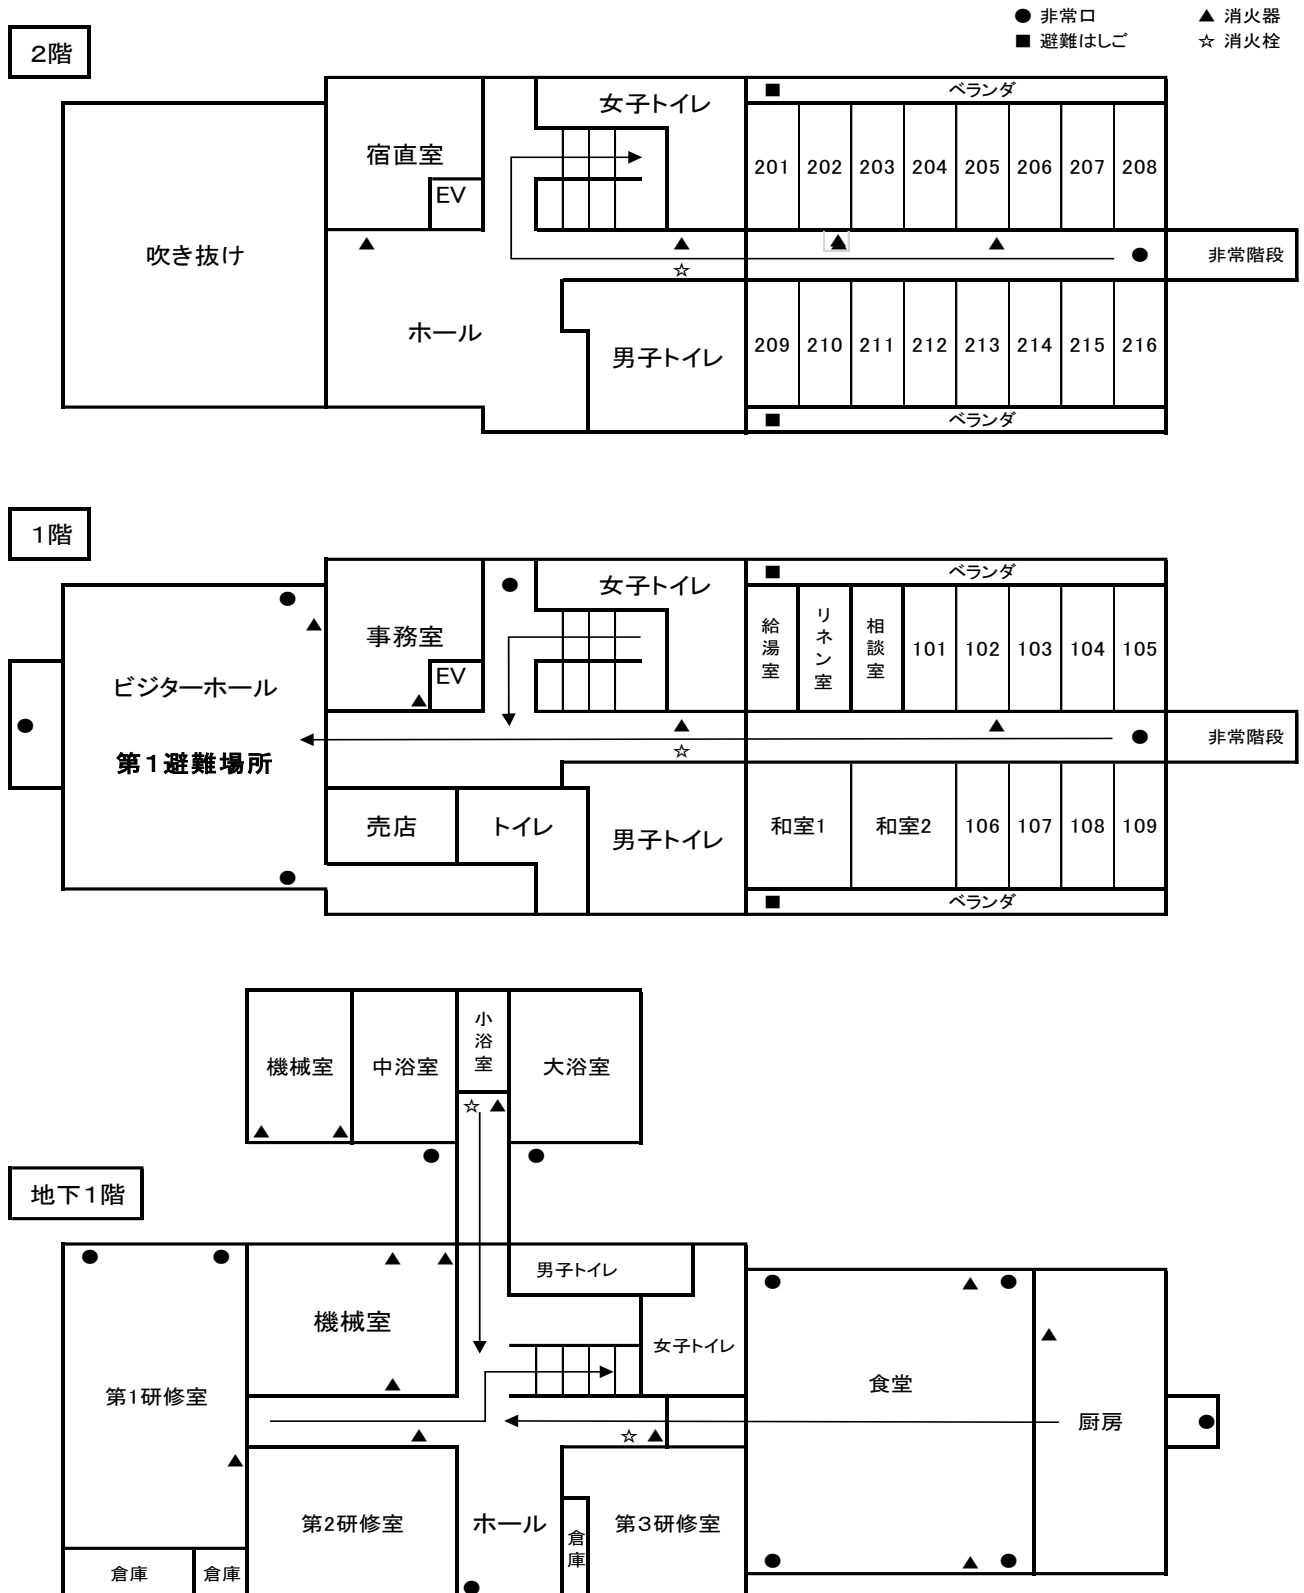 ● 非常口 ▲ 消火器
■ 避難はしご ☆ 消火栓
2階
女子トイレ
ベランダ
宿直室
EV
201 202 203 204 205 206 207 208
吹き抜け
非常階段
ホール
男子トイレ
209 210 211 212 213 214 215 216
ベランダ
1階
女子トイレ
ベランダ
事務室
EV
給湯室
リネン室
相談室
101 102 103 104 105
ビジターホール
第1避難場所
非常階段
売店
トイレ
男子トイレ
和室1 和室2 106 107 108 109
ベランダ
機械室
中浴室
小浴室
大浴室
地下1階
男子トイレ
機械室
女子トイレ
第1研修室
食堂
厨房
第2研修室
ホール
倉庫
第3研修室
倉庫
倉庫